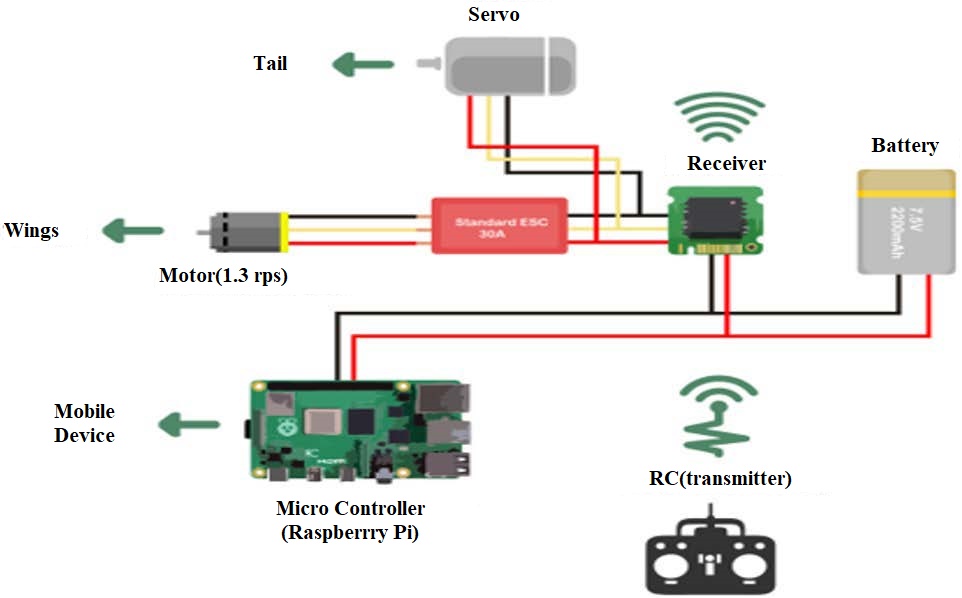 Servo
Tail
Receiver
Battery
7.5V
2200mAh
Standard ESC
30A
Wings
Motor(1.3 rps)
Mobile
Device
RC(transmitter)
Micro Controller
(Raspberrry Pi)